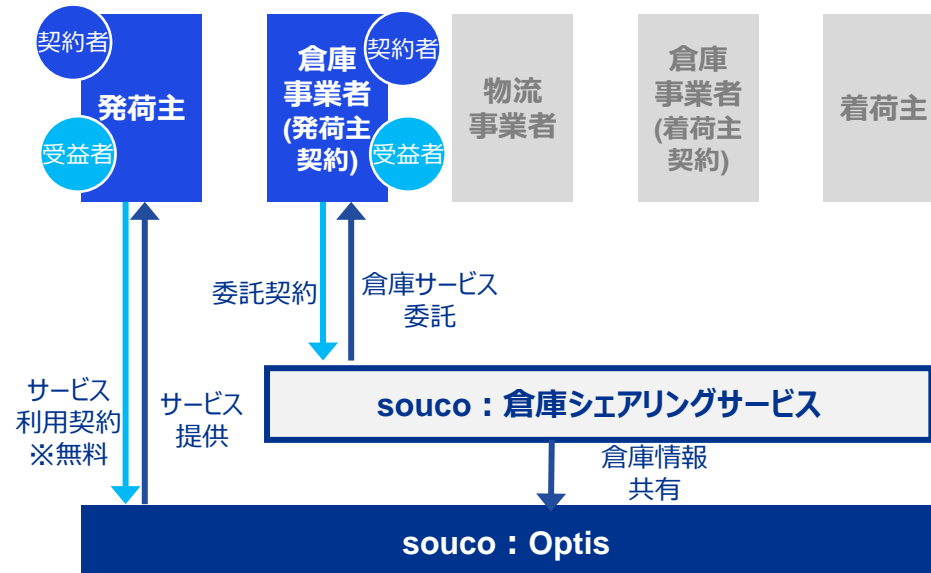 契約者
発荷主
受益者
倉庫
事業者
(発荷主
契約)
契約者
受益者
物流
事業者
倉庫
事業者
(着荷主
契約)
着荷主
委託契約
倉庫サービス
委託
サービス
利用契約
※無料
サービス
提供
souco：倉庫シェアリングサービス
倉庫情報
共有
souco：Optis